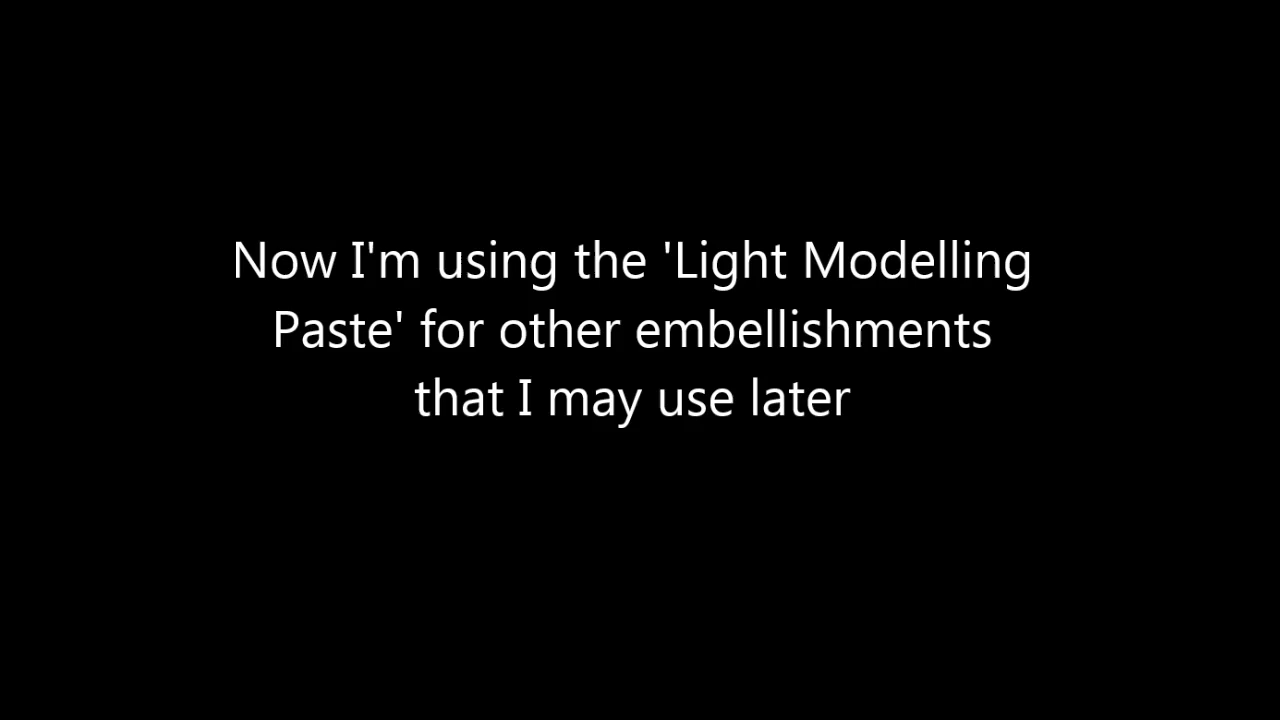 Now I'm using the 'Light Modelling
Paste' for other embellishments
that I may use later